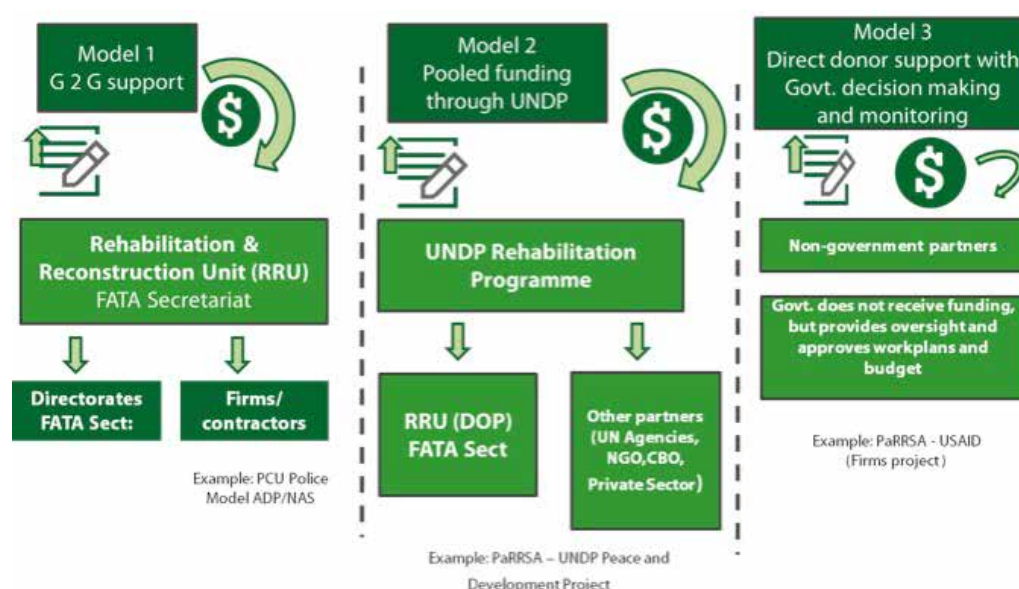 Model 1
G 2 G support
$
Rehabilitation &
Reconstruction Unit (RRU)
FATA Secretariat
Directorates
FATA Sect:
Firms/
contractors
Example: PCU Police
Model ADP/NAS
Model 2
Pooled funding
through UNDP
$
UNDP Rehabilitation
Programme
RRU (DOP)
FATA Sect
Other partners
(UN Agencies,
NGO,CBO,
Private Sector)
Example: PaRRSA – UNDP Peace and
Development Project
Model 3
Direct donor support with
Govt. decision making
and monitoring
$
Non-government partners
Govt. does not receive funding,
but provides oversight and
approves workplans and
budget
Example: PaRRSA - USAID
(Firms project)